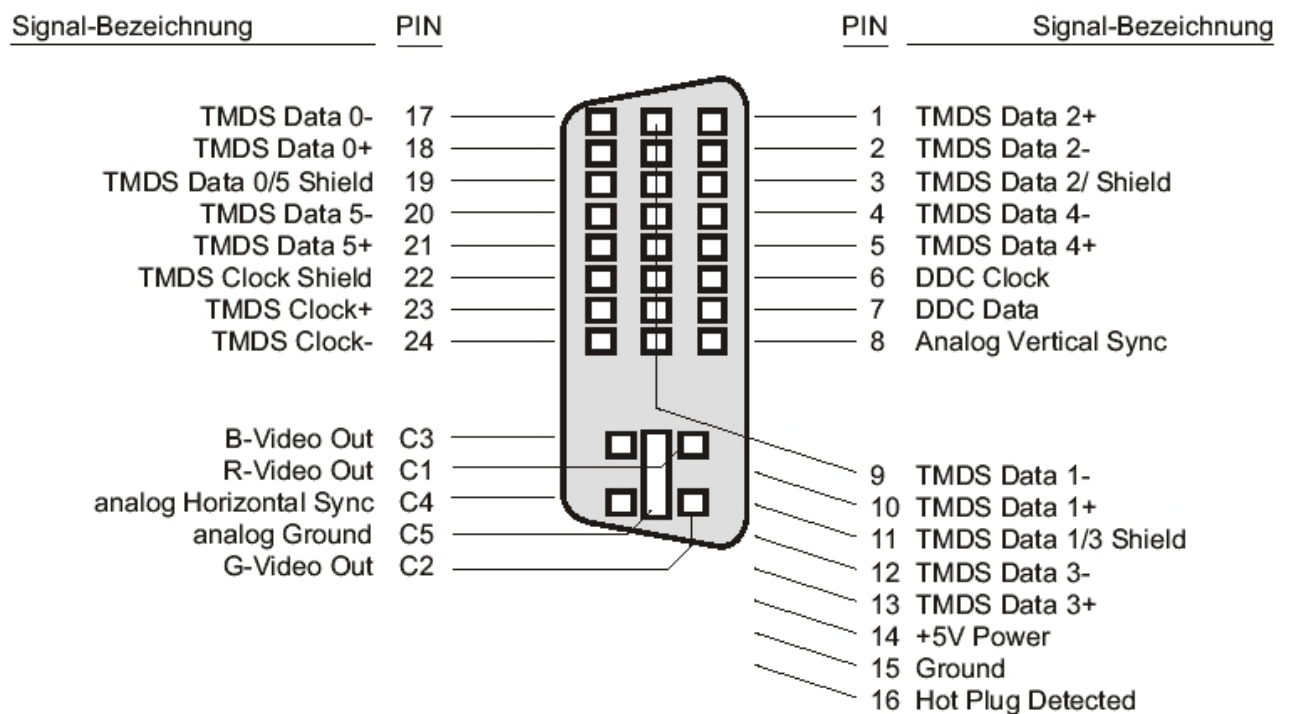 Signal-Bezeichnung PIN PIN Signal-Bezeichnung
TMDS Data 0- 17 1 TMDS Data 2+
TMDS Data 0+ 18 2 TMDS Data 2-
TMDS Data 0/5 Shield 19 3 TMDS Data 2/ Shield
TMDS Data 5- 20 4 TMDS Data 4-
TMDS Data 5+ 21 5 TMDS Data 4+
TMDS Clock Shield 22 6 DDC Clock
TMDS Clock+ 23 7 DDC Data
TMDS Clock- 24 8 Analog Vertical Sync
B-Video Out C3
R-Video Out C1
analog Horizontal Sync C4
analog Ground C5
G-Video Out C2
9 TMDS Data 1-
10 TMDS Data 1+
11 TMDS Data 1/3 Shield
12 TMDS Data 3-
13 TMDS Data 3+
14 +5V Power
15 Ground
16 Hot Plug Detected